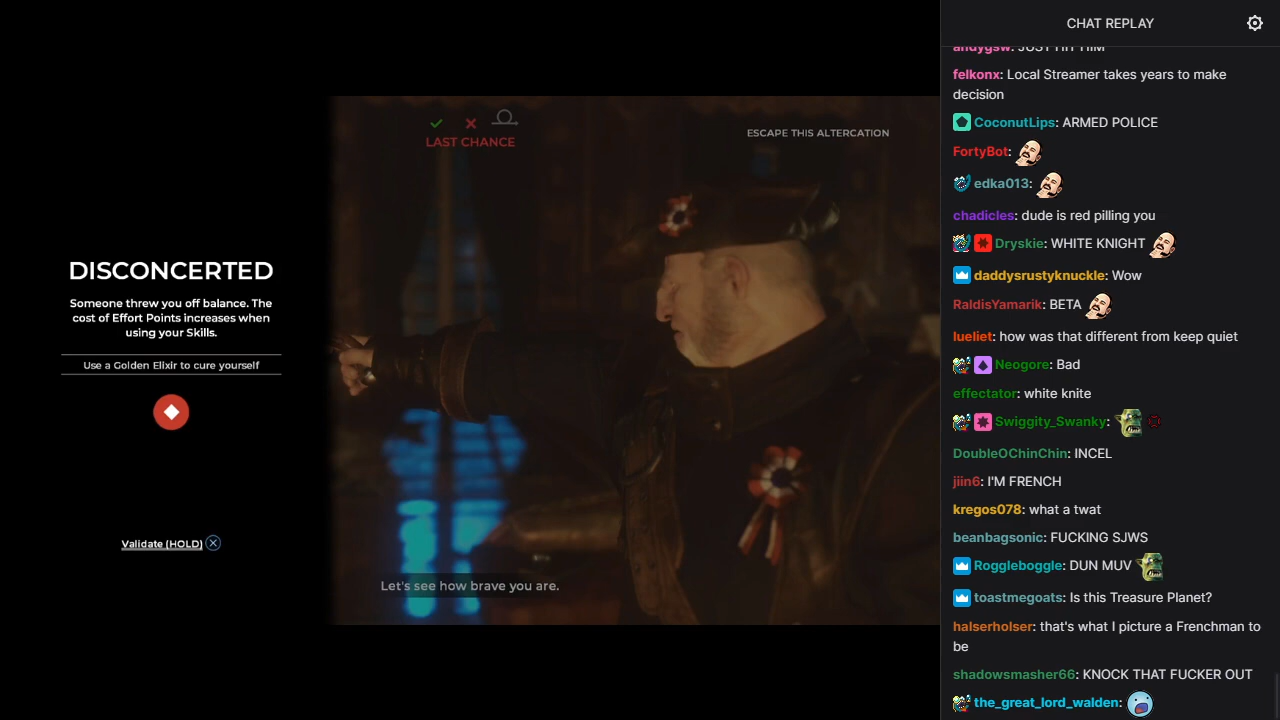 LAST CHANCE
ESCAPE THIS ALTERCATION
DISCONCERTED
Someone threw you off balance. The
cost of Effort Points increases when
using your Skills.
Use a Golden Elixir to cure yourself
Validate (HOLD)
Let's see how brave you are.
CHAT REPLAY
andygsw: JUST HIT HIM
felkonx: Local Streamer takes years to make
decision
CoconutLips: ARMED POLICE
FortyBot:
edka013:
chadicles: dude is red pilling you
Dryskie: WHITE KNIGHT
daddysrustyknuckle: Wow
RaldisYamarik: BETA
lueliet: how was that different from keep quiet
Neogore: Bad
effectator: white knite
Swiggity_Swanky:
DoubleOChinChin: INCEL
jiin6: I'M FRENCH
kregos078: what a twat
beanbagsonic: FUCKING SJWS
Roggleboggle: DUN MUV
toastmegoats: Is this Treasure Planet?
halserholser: that's what I picture a Frenchman to
be
shadowsmasher66: KNOCK THAT FUCKER OUT
the_great_lord_walden: